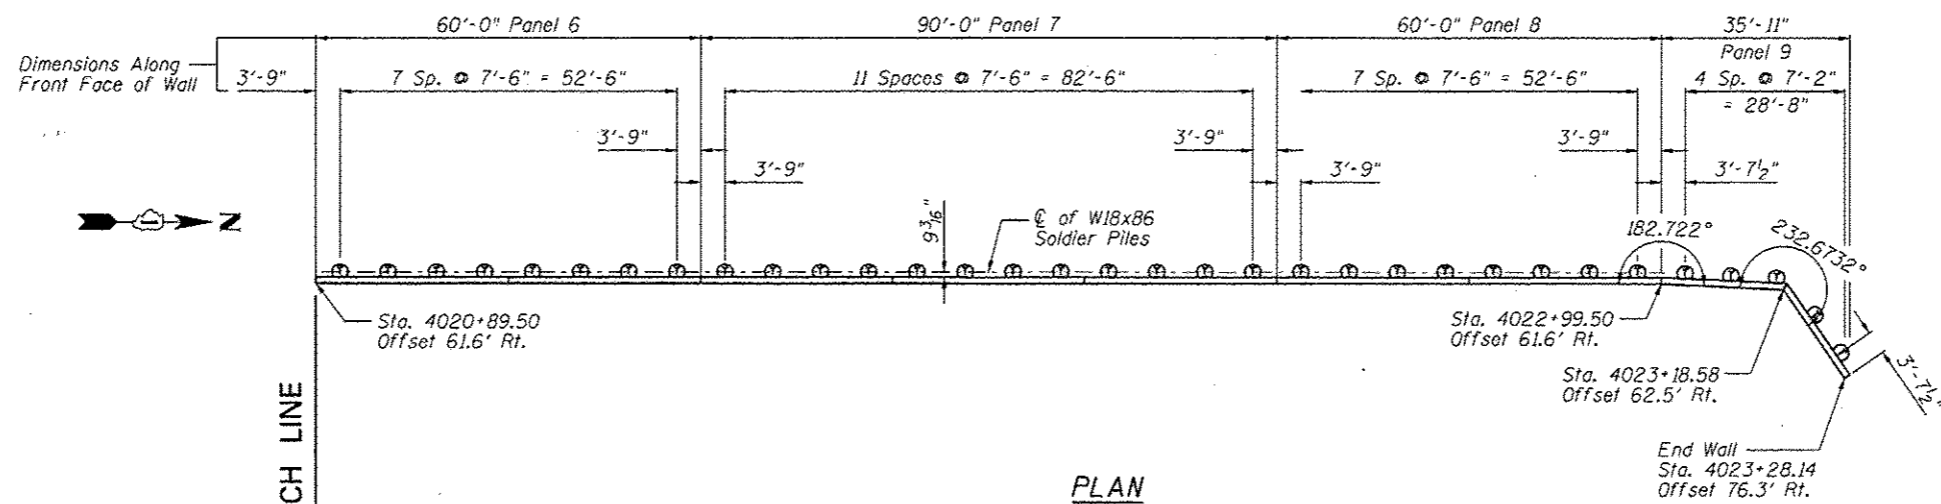 60'-0" Panel 6
90'-0" Panel 7
60'-0" Panel 8
35'-11"
Panel 9
Dimensions Along
Front Face of Wall
3'-9"
7 Sp. @ 7'-6" = 52'-6"
11 Spaces @ 7'-6" = 82'-6"
7 Sp. @ 7'-6" = 52'-6"
4 Sp. @ 7'-2"
= 28'-8"
3'-9"
3'-9"
3'-9"
3'-9"
3'-9"
3'-7½"
N
9 3/16"
℄ of W18x86
Soldier Piles
182.722°
232.6732°
Sta. 4020+89.50
Offset 61.6' Rt.
Sta. 4022+99.50
Offset 61.6' Rt.
Sta. 4023+18.58
Offset 62.5' Rt.
3'-7½"
End Wall
Sta. 4023+28.14
Offset 76.3' Rt.
CH LINE
PLAN